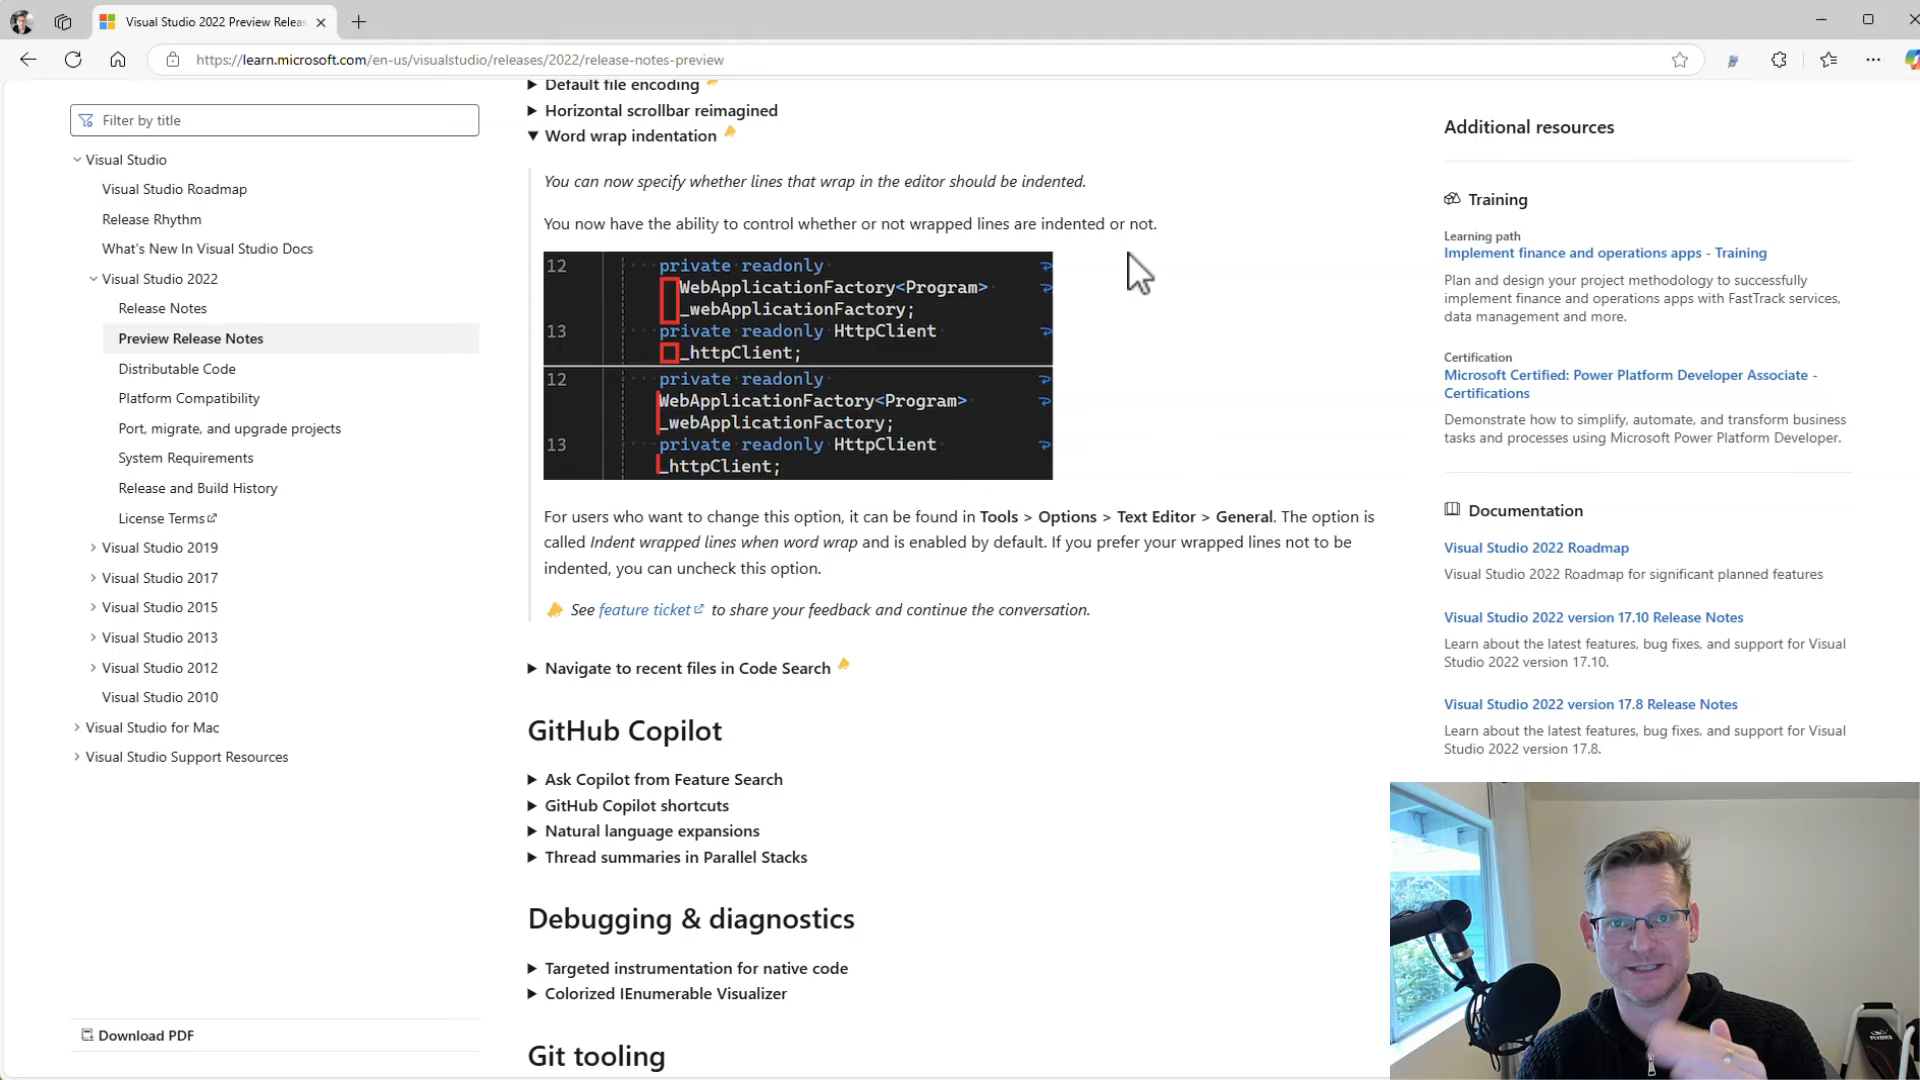 Visual Studio 2022 Preview Relea
https://learn.microsoft.com/en-us/visualstudio/releases/2022/release-notes-preview
Filter by title
Visual Studio
Visual Studio Roadmap
Release Rhythm
What's New In Visual Studio Docs
Visual Studio 2022
Release Notes
Preview Release Notes
Distributable Code
Platform Compatibility
Port, migrate, and upgrade projects
System Requirements
Release and Build History
License Terms
Visual Studio 2019
Visual Studio 2017
Visual Studio 2015
Visual Studio 2013
Visual Studio 2012
Visual Studio 2010
Visual Studio for Mac
Visual Studio Support Resources
Download PDF
Default file encoding
Horizontal scrollbar reimagined
Word wrap indentation
You can now specify whether lines that wrap in the editor should be indented.
You now have the ability to control whether or not wrapped lines are indented or not.
12 private readonly
WebApplicationFactory<Program>
_webApplicationFactory;
13 private readonly HttpClient
_httpClient;
12 private readonly
WebApplicationFactory<Program>
_webApplicationFactory;
13 private readonly HttpClient
_httpClient;
For users who want to change this option, it can be found in Tools > Options > Text Editor > General. The option is
called Indent wrapped lines when word wrap and is enabled by default. If you prefer your wrapped lines not to be
indented, you can uncheck this option.
See feature ticket to share your feedback and continue the conversation.
Navigate to recent files in Code Search
GitHub Copilot
Ask Copilot from Feature Search
GitHub Copilot shortcuts
Natural language expansions
Thread summaries in Parallel Stacks
Debugging & diagnostics
Targeted instrumentation for native code
Colorized IEnumerable Visualizer
Git tooling
Additional resources
Training
Learning path
Implement finance and operations apps - Training
Plan and design your project methodology to successfully
implement finance and operations apps with FastTrack services,
data management and more.
Certification
Microsoft Certified: Power Platform Developer Associate -
Certifications
Demonstrate how to simplify, automate, and transform business
tasks and processes using Microsoft Power Platform Developer.
Documentation
Visual Studio 2022 Roadmap
Visual Studio 2022 Roadmap for significant planned features
Visual Studio 2022 version 17.10 Release Notes
Learn about the latest features, bug fixes, and support for Visual
Studio 2022 version 17.10.
Visual Studio 2022 version 17.8 Release Notes
Learn about the latest features, bug fixes, and support for Visual
Studio 2022 version 17.8.